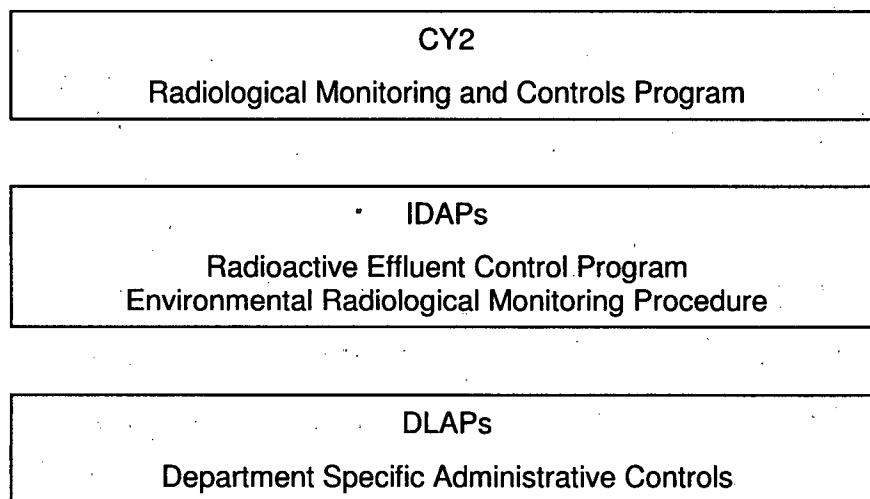 CY2
Radiological Monitoring and Controls Program
IDAPs
Radioactive Effluent Control Program
Environmental Radiological Monitoring Procedure
DLAPs
Department Specific Administrative Controls